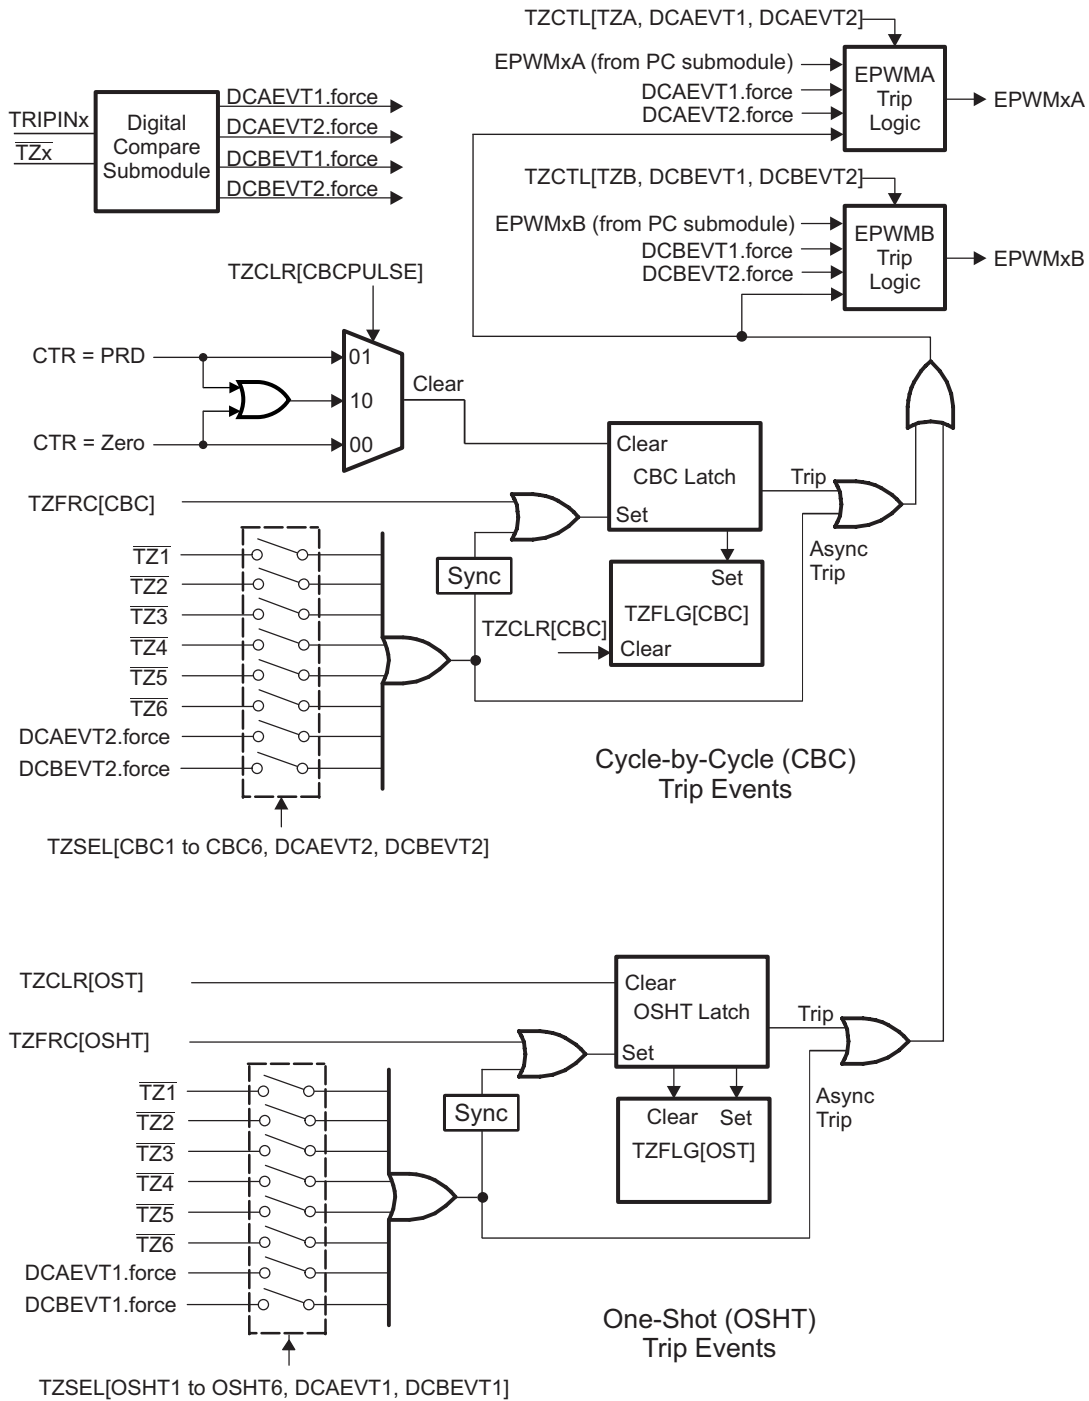 TZCTL[TZA, DCAEVT1, DCAEVT2]
EPWMxA (from PC submodule)
DCAEVT1.force
DCAEVT2.force
EPWMA
Trip
Logic
EPWMxA
TRIPINx
TZx
Digital
Compare
Submodule
DCAEVT1.force
DCAEVT2.force
DCBEVT1.force
DCBEVT2.force
TZCTL[TZB, DCBEVT1, DCBEVT2]
EPWMxB (from PC submodule)
DCBEVT1.force
DCBEVT2.force
EPWMB
Trip
Logic
EPWMxB
TZCLR[CBCPULSE]
CTR = PRD
CTR = Zero
01
10
00
Clear
Clear
CBC Latch
Set
Trip
Async
Trip
TZFRC[CBC]
Sync
Set
TZFLG[CBC]
Clear
TZCLR[CBC]
TZ1
TZ2
TZ3
TZ4
TZ5
TZ6
DCAEVT2.force
DCBEVT2.force
Cycle-by-Cycle (CBC)
Trip Events
TZSEL[CBC1 to CBC6, DCAEVT2, DCBEVT2]
TZCLR[OST]
TZFRC[OSHT]
Clear
OSHT Latch
Set
Trip
Async
Trip
Sync
Clear Set
TZFLG[OST]
TZ1
TZ2
TZ3
TZ4
TZ5
TZ6
DCAEVT1.force
DCBEVT1.force
One-Shot (OSHT)
Trip Events
TZSEL[OSHT1 to OSHT6, DCAEVT1, DCBEVT1]